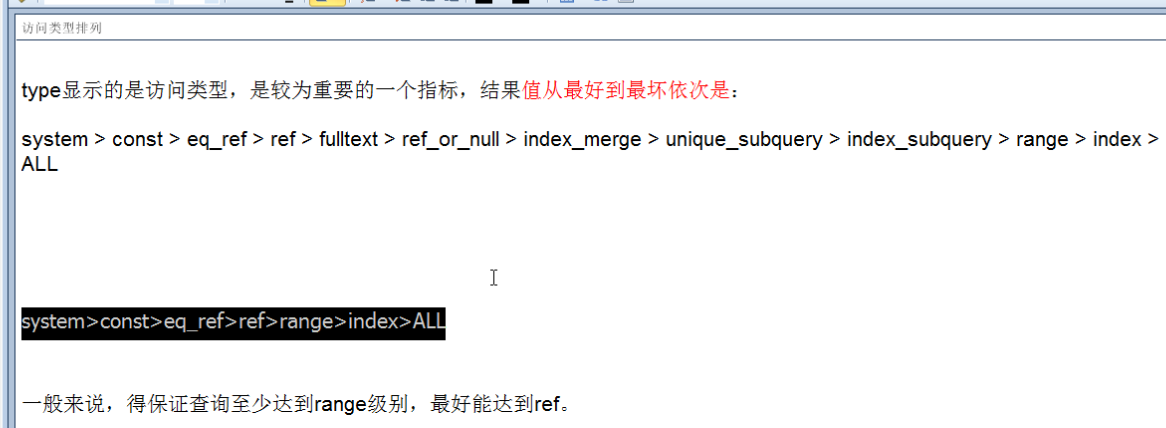 访问类型排列
type显示的是访问类型，是较为重要的一个指标，结果值从最好到最坏依次是：
system > const > eq_ref > ref > fulltext > ref_or_null > index_merge > unique_subquery > index_subquery > range > index >
ALL
system>const>eq_ref>ref>range>index>ALL
一般来说，得保证查询至少达到range级别，最好能达到ref。